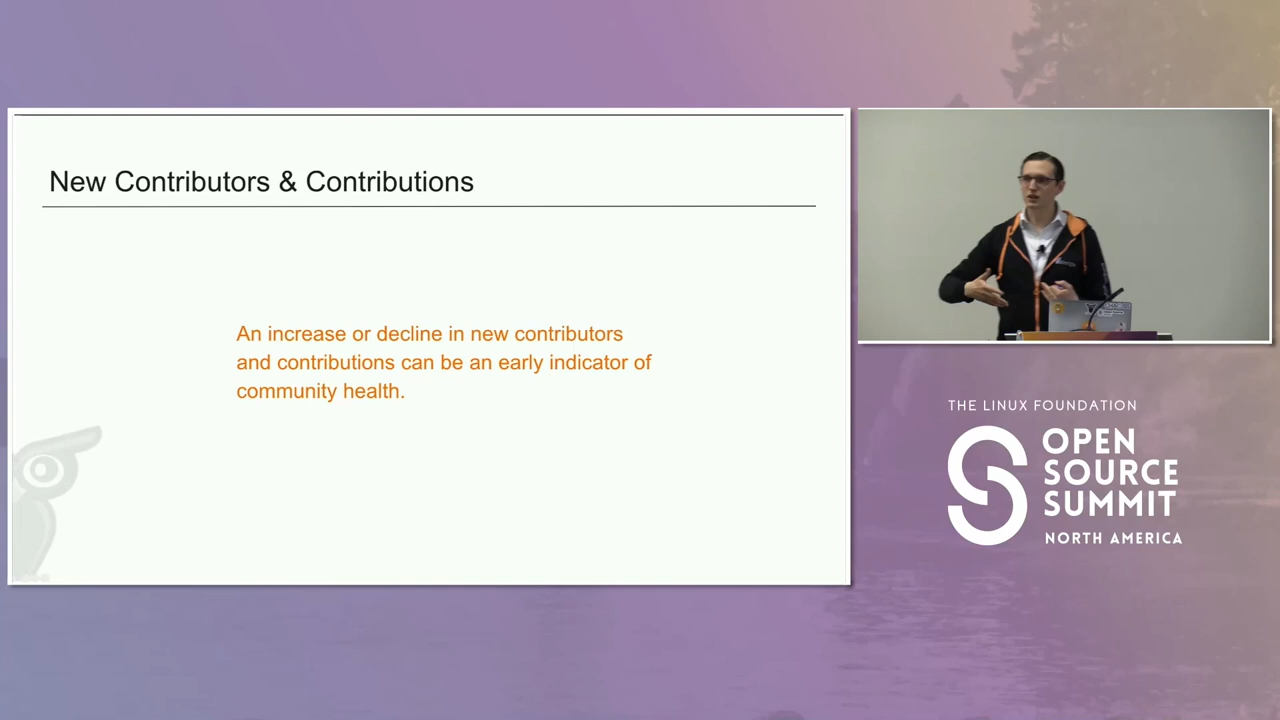 New Contributors & Contributions
An increase or decline in new contributors
and contributions can be an early indicator of
community health.
THE LINUX FOUNDATION
OPEN
SOURCE
SUMMIT
NORTH AMERICA